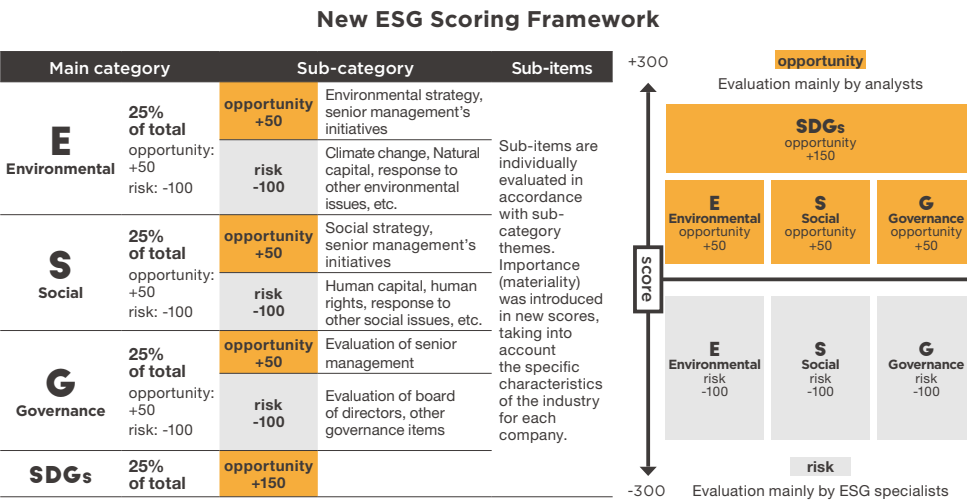 New ESG Scoring Framework
Main category
Sub-category
Sub-items
E
Environmental
25%
of total
opportunity:
+50
risk: -100
opportunity
+50
Environmental strategy,
senior management's
initiatives
risk
-100
Climate change, Natural
capital, response to
other environmental
issues, etc.
S
Social
25%
of total
opportunity:
+50
risk: -100
opportunity
+50
Social strategy,
senior management's
initiatives
risk
-100
Human capital, human
rights, response to
other social issues, etc.
G
Governance
25%
of total
opportunity:
+50
risk: -100
opportunity
+50
Evaluation of senior
management
risk
-100
Evaluation of board
of directors, other
governance items
SDGs
25%
of total
opportunity
+150
Sub-items are
individually
evaluated in
accordance
with sub-
category
themes.
Importance
(materiality)
was introduced
in new scores,
taking into
account
the specific
characteristics
of the industry
for each
company.
+300
score
-300
opportunity
Evaluation mainly by analysts
SDGs
opportunity
+150
E
Environmental
opportunity
+50
S
Social
opportunity
+50
G
Governance
opportunity
+50
E
Environmental
risk
-100
S
Social
risk
-100
G
Governance
risk
-100
risk
Evaluation mainly by ESG specialists